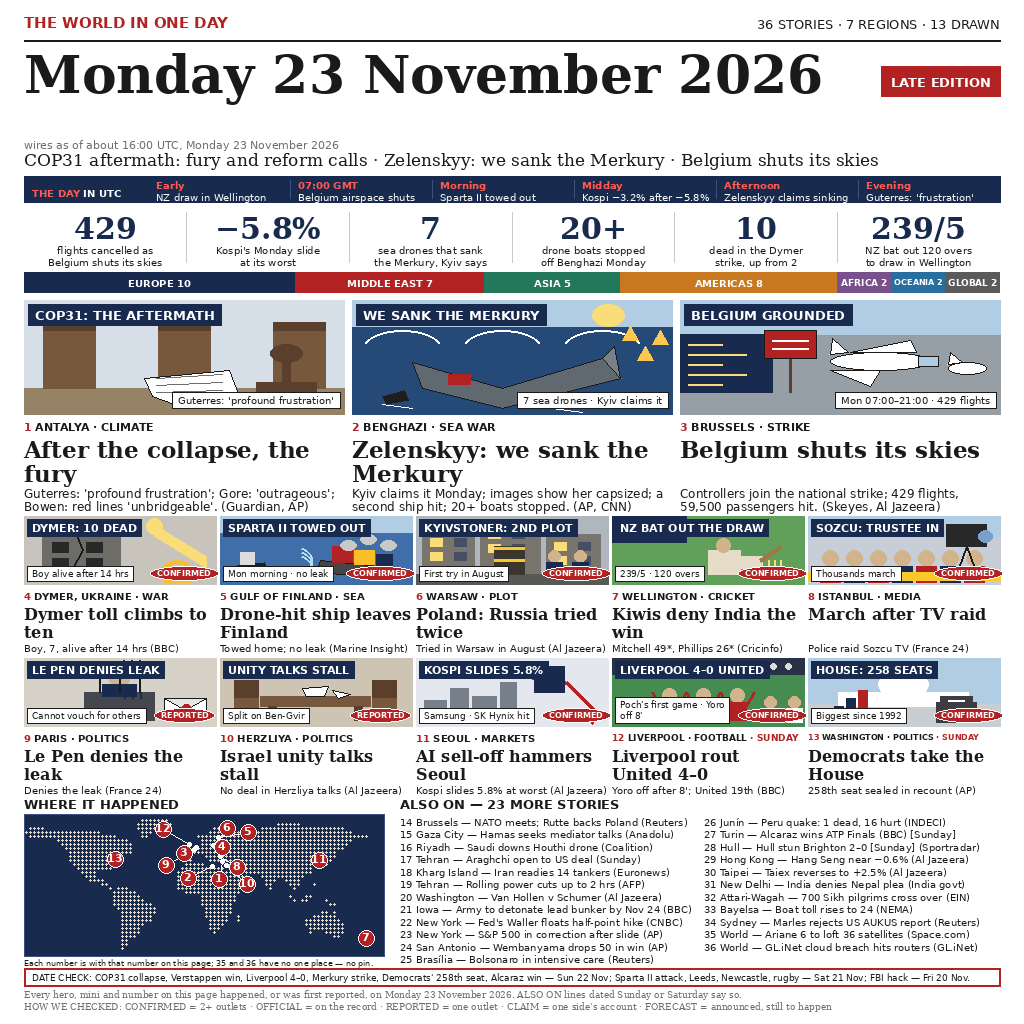 THE WORLD IN ONE DAY
36 STORIES · 7 REGIONS · 13 DRAWN
Monday 23 November 2026
LATE EDITION
wires as of about 16:00 UTC, Monday 23 November 2026
COP31 aftermath: fury and reform calls · Zelenskyy: we sank the Merkury · Belgium shuts its skies
THE DAY IN UTC
Early
NZ draw in Wellington
07:00 GMT
Belgium airspace shuts
Morning
Sparta II towed out
Midday
Kospi −3.2% after −5.8%
Afternoon
Zelenskyy claims sinking
Evening
Guterres: 'frustration'
429
flights cancelled as
Belgium shuts its skies
−5.8%
Kospi's Monday slide
at its worst
7
sea drones that sank
the Merkury, Kyiv says
20+
drone boats stopped
off Benghazi Monday
10
dead in the Dymer
strike, up from 2
239/5
NZ bat out 120 overs
to draw in Wellington
EUROPE 10
MIDDLE EAST 7
ASIA 5
AMERICAS 8
AFRICA 2
OCEANIA 2
GLOBAL 2
COP31: THE AFTERMATH
Guterres: 'profound frustration'
WE SANK THE MERKURY
7 sea drones · Kyiv claims it
BELGIUM GROUNDED
Mon 07:00–21:00 · 429 flights
1 ANTALYA · CLIMATE
After the collapse, the
fury
Guterres: 'profound frustration'; Gore: 'outrageous';
Bowen: red lines 'unbridgeable'. (Guardian, AP)
2 BENGHAZI · SEA WAR
Zelenskyy: we sank the
Merkury
Kyiv claims it Monday; images show her capsized; a
second ship hit; 20+ boats stopped. (AP, CNN)
3 BRUSSELS · STRIKE
Belgium shuts its skies
Controllers join the national strike; 429 flights,
59,500 passengers hit. (Skeyes, Al Jazeera)
DYMER: 10 DEAD
Boy alive after 14 hrs
CONFIRMED
SPARTA II TOWED OUT
Mon morning · no leak
CONFIRMED
KYIVSTONER: 2ND PLOT
First try in August
CONFIRMED
NZ BAT OUT THE DRAW
239/5 · 120 overs
CONFIRMED
SOZCU: TRUSTEE IN
Thousands march
CONFIRMED
4 DYMER, UKRAINE · WAR
Dymer toll climbs to
ten
Boy, 7, alive after 14 hrs (BBC)
5 GULF OF FINLAND · SEA
Drone-hit ship leaves
Finland
Towed home; no leak (Marine Insight)
6 WARSAW · PLOT
Poland: Russia tried
twice
Tried in Warsaw in August (Al Jazeera)
7 WELLINGTON · CRICKET
Kiwis deny India the
win
Mitchell 49*, Phillips 26* (Cricinfo)
8 ISTANBUL · MEDIA
March after TV raid
Police raid Sozcu TV (France 24)
LE PEN DENIES LEAK
Cannot vouch for others
REPORTED
UNITY TALKS STALL
Split on Ben-Gvir
REPORTED
KOSPI SLIDES 5.8%
Samsung · SK Hynix hit
CONFIRMED
LIVERPOOL 4–0 UNITED
Poch's first game · Yoro
off 8'
CONFIRMED
HOUSE: 258 SEATS
Biggest since 1992
CONFIRMED
9 PARIS · POLITICS
Le Pen denies the
leak
Denies the leak (France 24)
10 HERZLIYA · POLITICS
Israel unity talks
stall
No deal in Herzliya talks (Al Jazeera)
11 SEOUL · MARKETS
AI sell-off hammers
Seoul
Kospi slides 5.8% at worst (Al Jazeera)
12 LIVERPOOL · FOOTBALL · SUNDAY
Liverpool rout
United 4–0
Yoro off after 8'; United 19th (BBC)
13 WASHINGTON · POLITICS · SUNDAY
Democrats take the
House
258th seat sealed in recount (AP)
WHERE IT HAPPENED
12
6
5
3
4
13
9
8
11
2
1
10
7
Each number is with that number on this page; 35 and 36 have no one place — no pin.
ALSO ON — 23 MORE STORIES
14 Brussels — NATO meets; Rutte backs Poland (Reuters)
15 Gaza City — Hamas seeks mediator talks (Anadolu)
16 Riyadh — Saudi downs Houthi drone (Coalition)
17 Tehran — Araghchi open to US deal (Sunday)
18 Kharg Island — Iran readies 14 tankers (Euronews)
19 Tehran — Rolling power cuts up to 2 hrs (AFP)
20 Washington — Van Hollen v Schumer (Al Jazeera)
21 Iowa — Army to detonate lead bunker by Nov 24 (BBC)
22 New York — Fed's Waller floats half-point hike (CNBC)
23 New York — S&P 500 in correction after slide (AP)
24 San Antonio — Wembanyama drops 50 in win (AP)
25 Brasília — Bolsonaro in intensive care (Reuters)
26 Junín — Peru quake: 1 dead, 16 hurt (INDECI)
27 Turin — Alcaraz wins ATP Finals (BBC) [Sunday]
28 Hull — Hull stun Brighton 2–0 [Sunday] (Sportradar)
29 Hong Kong — Hang Seng near −0.6% (Al Jazeera)
30 Taipei — Taiex reverses to +2.5% (Al Jazeera)
31 New Delhi — India denies Nepal plea (India govt)
32 Attari-Wagah — 700 Sikh pilgrims cross over (EIN)
33 Bayelsa — Boat toll rises to 24 (NEMA)
34 Sydney — Marles rejects US AUKUS report (Reuters)
35 World — Ariane 6 to loft 36 satellites (Space.com)
36 World — GL.iNet cloud breach hits routers (GL.iNet)
DATE CHECK: COP31 collapse, Verstappen win, Liverpool 4–0, Merkury strike, Democrats' 258th seat, Alcaraz win — Sun 22 Nov; Sparta II attack, Leeds, Newcastle, rugby — Sat 21 Nov; FBI hack — Fri 20 Nov.
Every hero, mini and number on this page happened, or was first reported, on Monday 23 November 2026. ALSO ON lines dated Sunday or Saturday say so.
HOW WE CHECKED: CONFIRMED = 2+ outlets · OFFICIAL = on the record · REPORTED = one outlet · CLAIM = one side's account · FORECAST = announced, still to happen